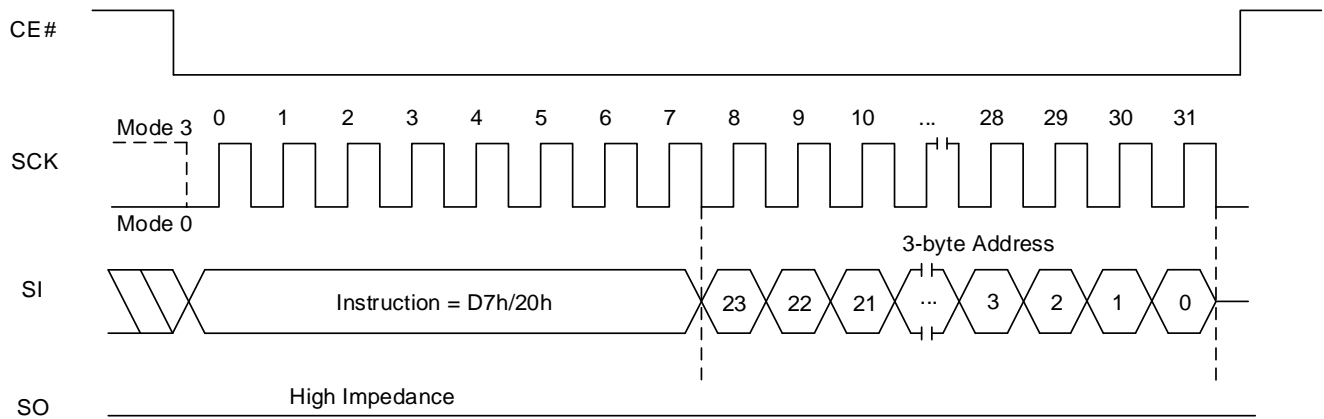 CE#
0 1 2 3 4 5 6 7 8 9 10 ... 28 29 30 31
Mode 3
SCK
Mode 0
3-byte Address
SI
Instruction = D7h/20h 23 22 21 ... 3 2 1 0
High Impedance
SO